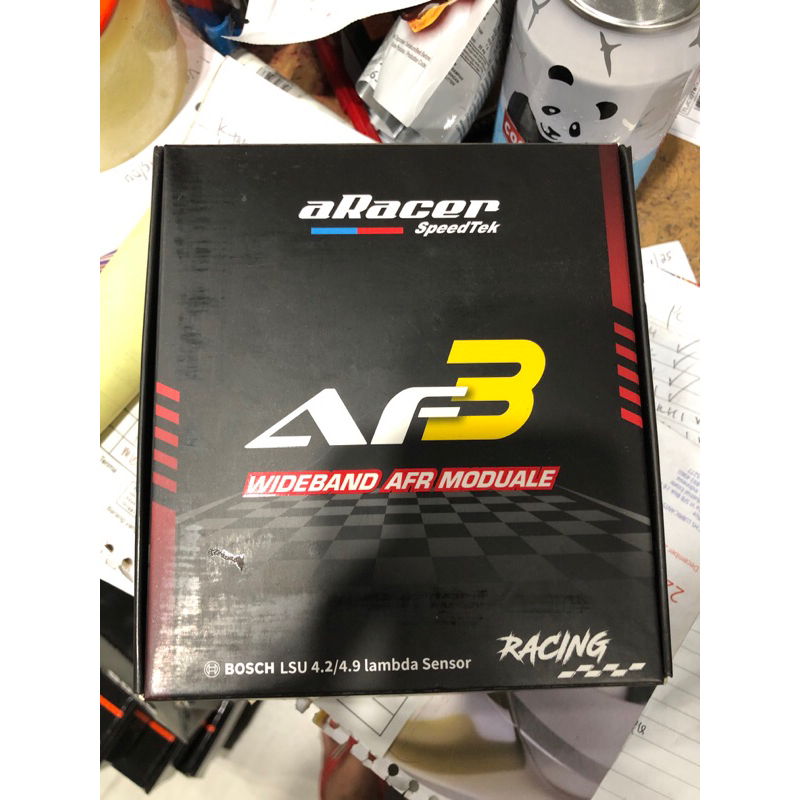 aRacer
SpeedTek
AF3
WIDEBAND AFR MODUALE
RACING
BOSCH LSU 4.2/4.9 lambda Sensor